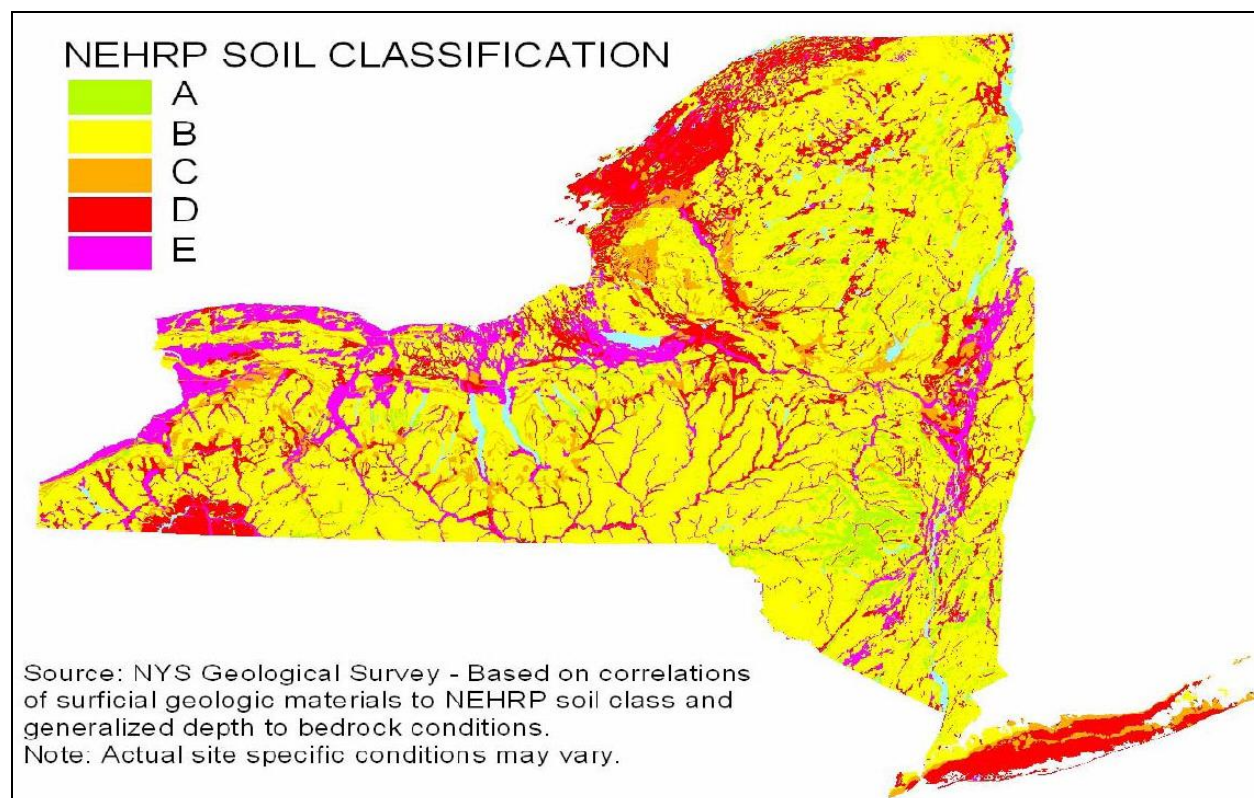 NEHRP SOIL CLASSIFICATION
A
B
C
D
E
Source: NYS Geological Survey - Based on correlations
of surficial geologic materials to NEHRP soil class and
generalized depth to bedrock conditions.
Note: Actual site specific conditions may vary.